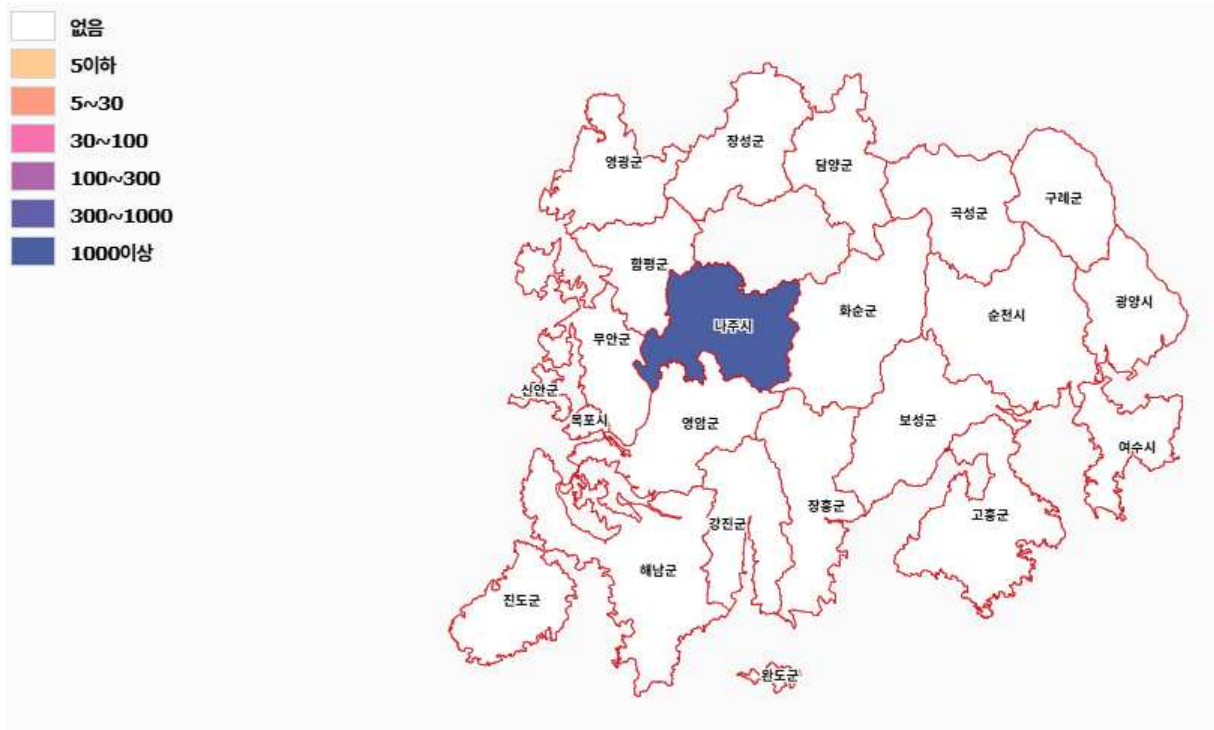 없음
5이하
5~30
30~100
100~300
300~1000
1000이상
장성군
영광군
담양군
구례군
곡성군
함평군
광양시
화순군
순천시
나주시
무안군
신안군
목포시
영암군
보성군
여수시
장흥군
고흥군
강진군
해남군
진도군
완도군